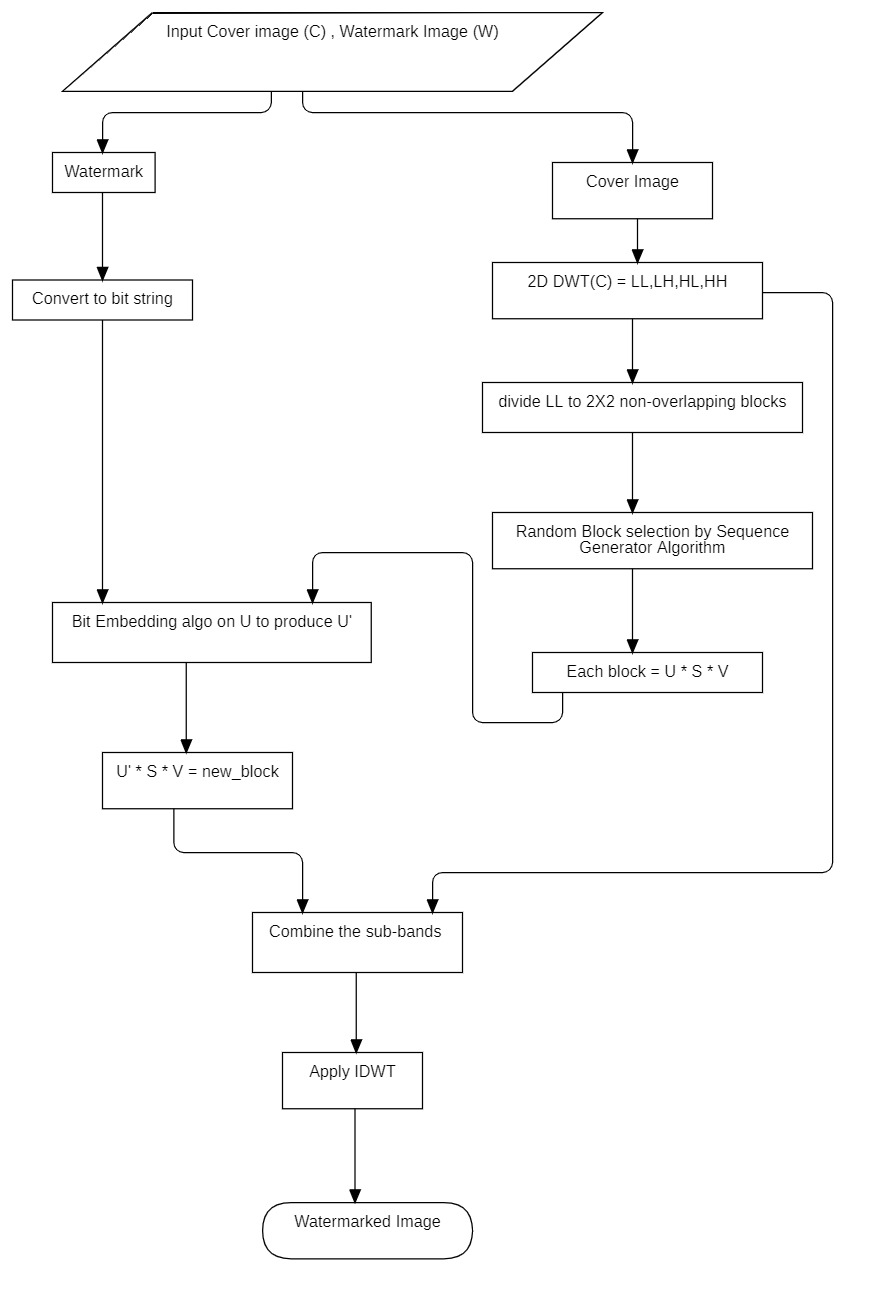 Input Cover image (C) , Watermark Image (W)
Watermark
Cover Image
2D DWT(C) = LL,LH,HL,HH
Convert to bit string
divide LL to 2X2 non-overlapping blocks
Random Block selection by Sequence
Generator Algorithm
Bit Embedding algo on U to produce U'
Each block = U * S * V
U' * S * V = new_block
Combine the sub-bands
Apply IDWT
Watermarked Image